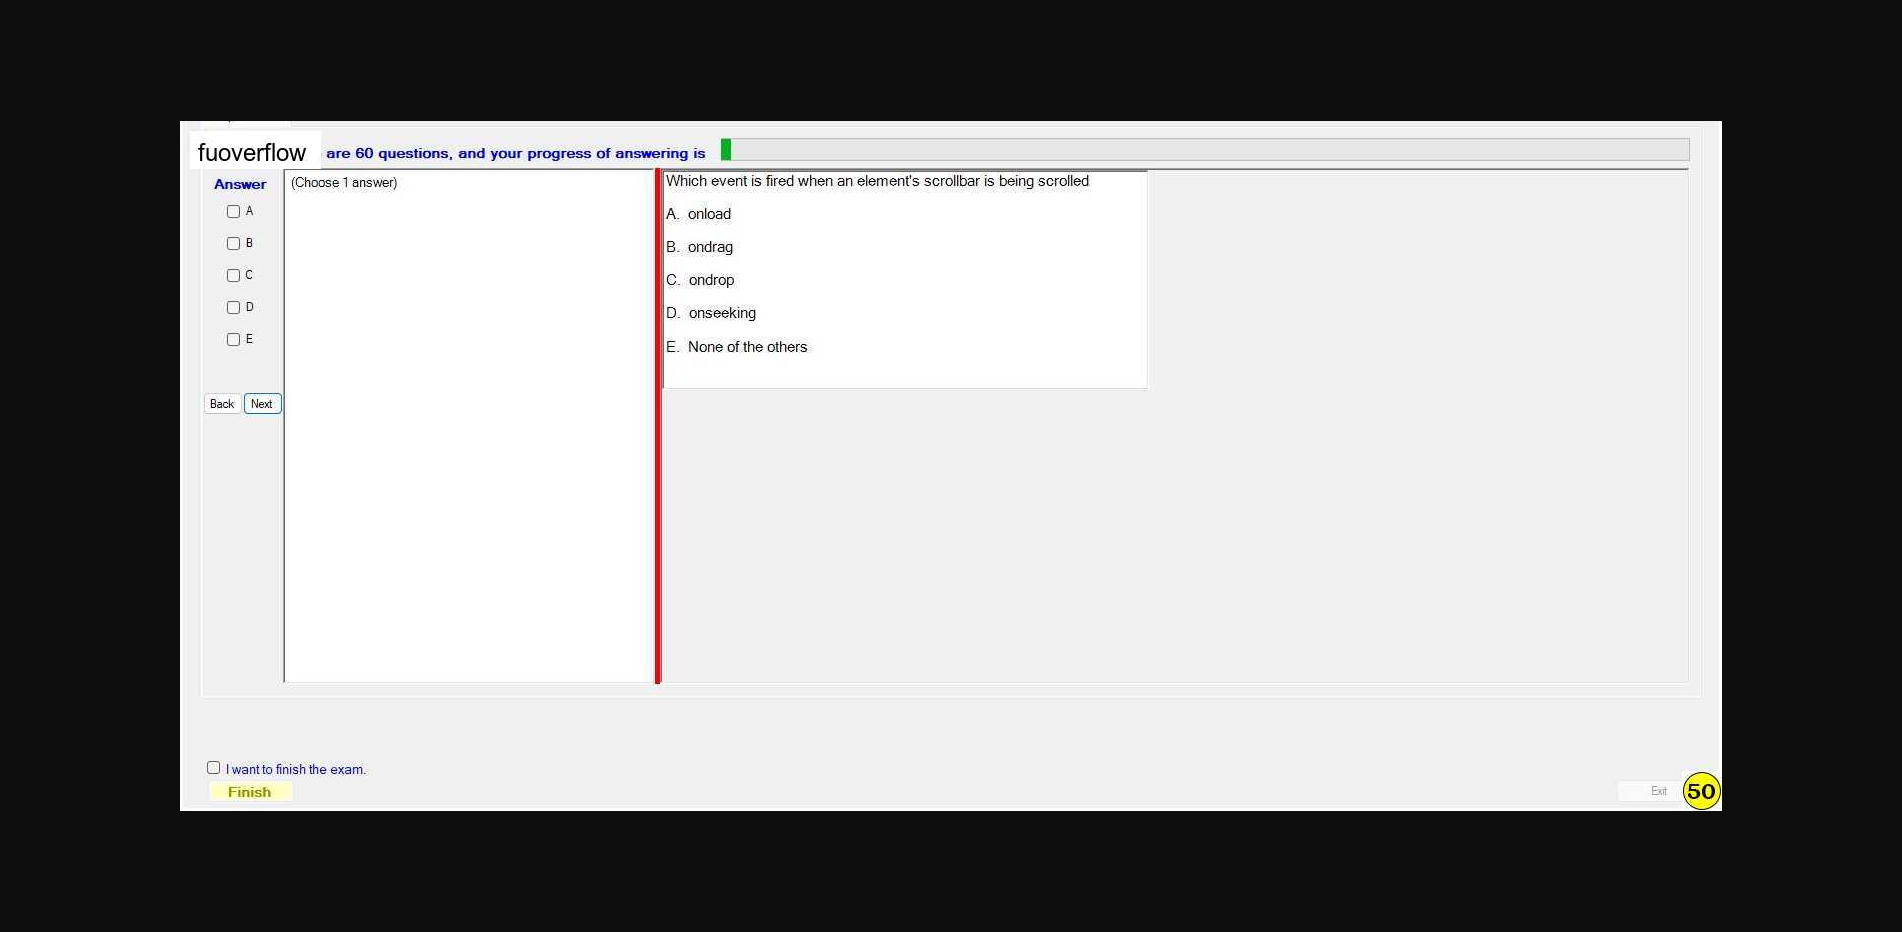 fuoverflow are 60 questions, and your progress of answering is
Answer
A
B
C
D
E
Back Next
(Choose 1 answer)
Which event is fired when an element's scrollbar is being scrolled
A. onload
B. ondrag
C. ondrop
D. onseeking
E. None of the others
I want to finish the exam.
Finish
Exit
50